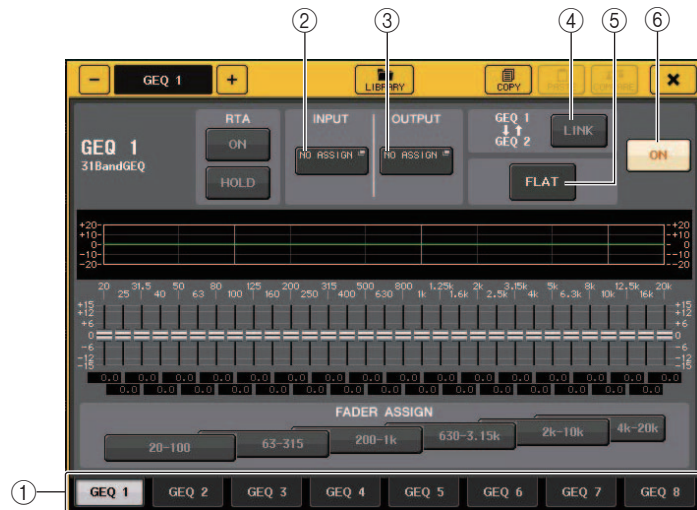 ② ③ ④ ⑤ ⑥
− GEQ 1 + LIBRARY COPY PASTE COMPARE ×
RTA INPUT OUTPUT GEQ 1 GEQ 2 LINK
GEQ 1
31BandGEQ
ON
HOLD
NO ASSIGN NO ASSIGN
FLAT
ON
+20 +20
+10 +10
0 0
-10 -10
-20 -20
20 31.5 50 80 125 200 315 500 800 1.25k 2k 3.15k 5k 8k 12.5k 20k
25 40 63 100 160 250 400 630 1k 1.6k 2.5k 4k 6.3k 10k 16k
+15 +15
+12 +12
+6 +6
0 0
-6 -6
-12 -12
-15 -15
0.0 0.0 0.0 0.0 0.0 0.0 0.0 0.0 0.0 0.0 0.0 0.0 0.0 0.0 0.0 0.0
0.0 0.0 0.0 0.0 0.0 0.0 0.0 0.0 0.0 0.0 0.0 0.0 0.0 0.0 0.0
FADER ASSIGN
20-100 63-315 200-1k 630-3.15k 2k-10k 4k-20k
① GEQ 1 GEQ 2 GEQ 3 GEQ 4 GEQ 5 GEQ 6 GEQ 7 GEQ 8